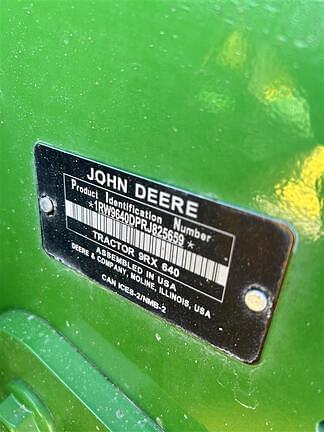 JOHN DEERE
Product Identification Number
*1RW9640DPRJ825659*
TRACTOR 9RX 640
ASSEMBLED IN USA
DEERE & COMPANY, MOLINE, ILLINOIS, USA
CAN ICES-2/NMB-2